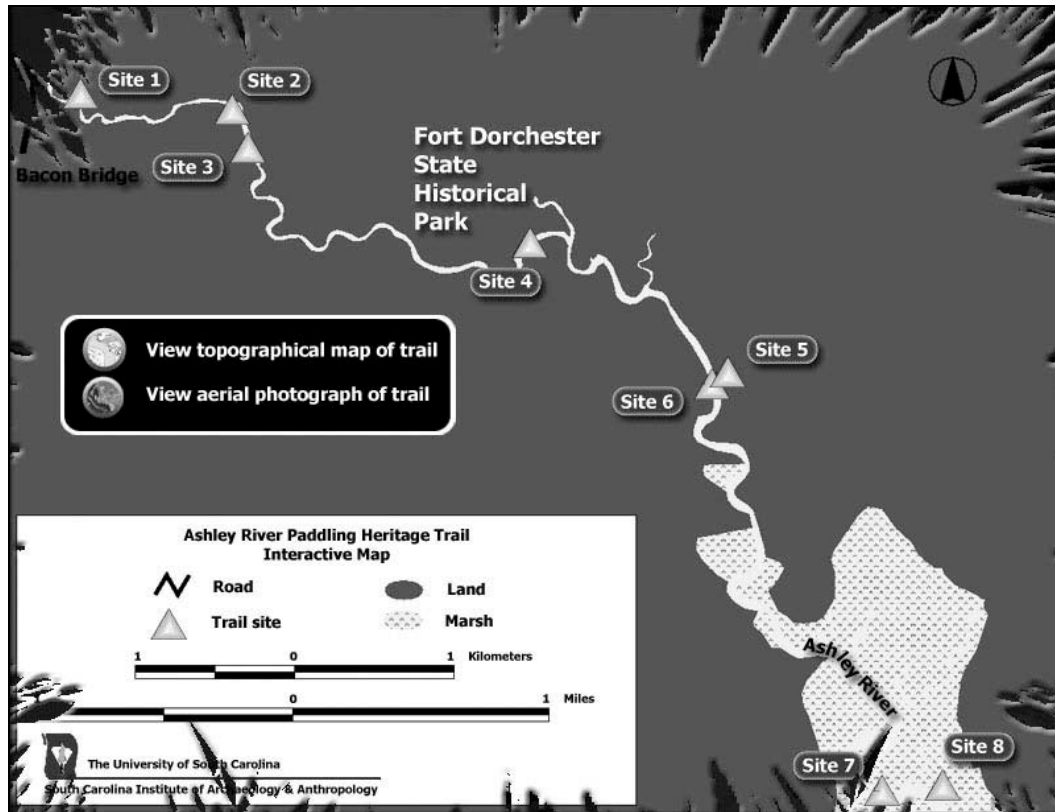 Site 1
Site 2
Bacon Bridge
Site 3
Fort Dorchester
State
Historical
Park
Site 4
View topographical map of trail
View aerial photograph of trail
Site 5
Site 6
Ashley River Paddling Heritage Trail
Interactive Map
Road
Land
Trail site
Marsh
1 0 1 Kilometers
0 1 Miles
Ashley River
The University of South Carolina
South Carolina Institute of Archaeology & Anthropology
Site 7
Site 8